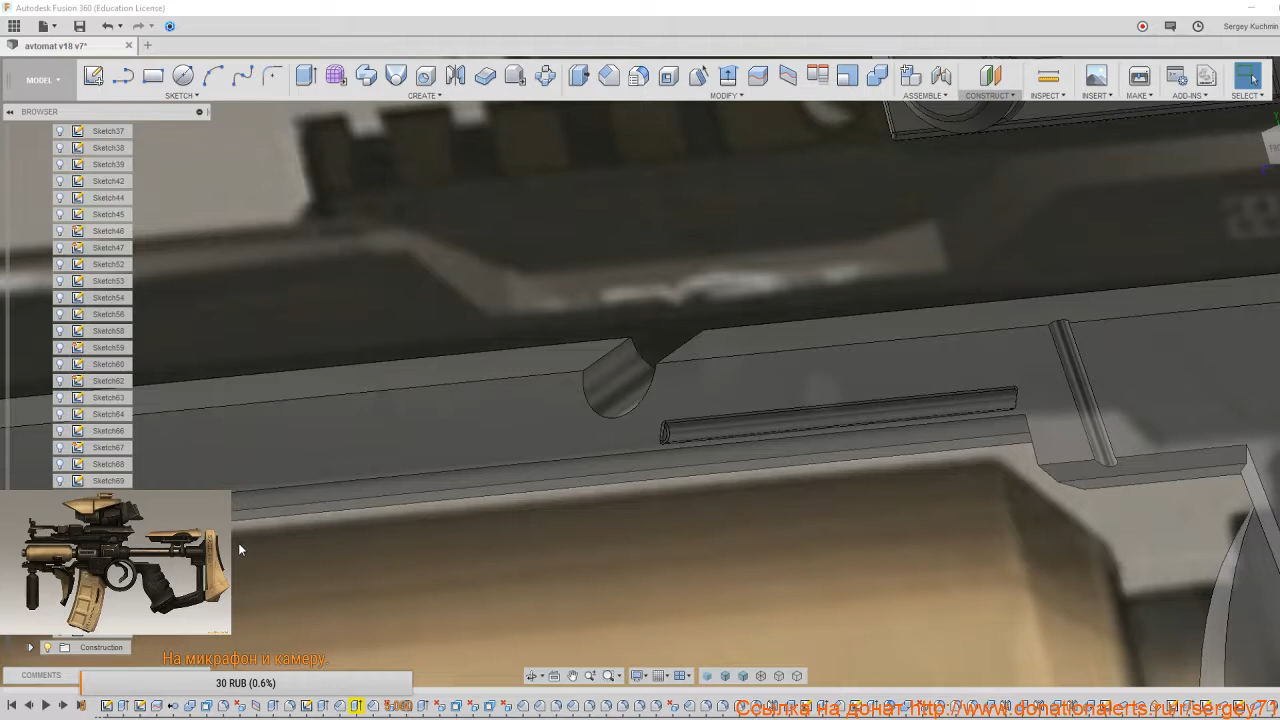 Autodesk Fusion 360 (Education License)
Sergey Kuchmin
avtomat v18 v7*
MODEL
SKETCH
CREATE
MODIFY
ASSEMBLE
CONSTRUCT
INSPECT
INSERT
MAKE
ADD-INS
SELECT
BROWSER
Sketch37
Sketch38
Sketch39
Sketch42
Sketch44
Sketch45
Sketch46
Sketch47
Sketch52
Sketch53
Sketch54
Sketch56
Sketch58
Sketch59
Sketch60
Sketch62
Sketch63
Sketch64
Sketch66
Sketch67
Sketch68
Sketch69
Construction
На микрофон и камеру.
COMMENTS
30 RUB (0.6%)
Ссылка на донат:http://www.donationalerts.ru/r/sergey71